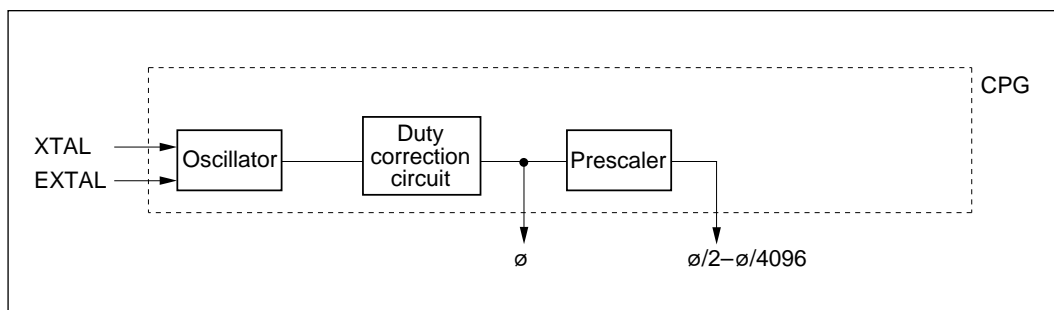 CPG
XTAL
EXTAL
Oscillator
Duty
correction
circuit
Prescaler
ø
ø/2–ø/4096